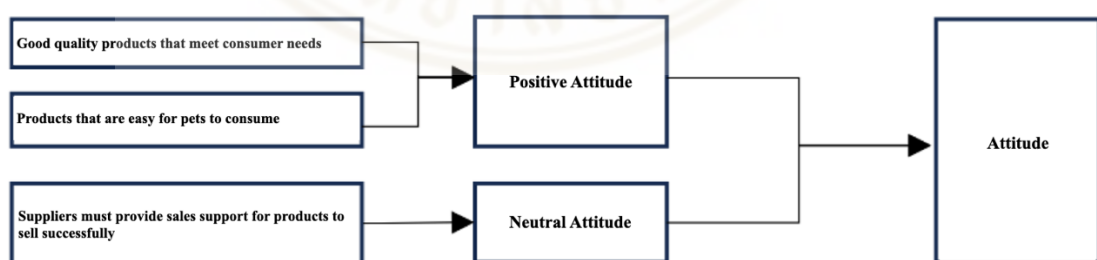 Good quality products that meet consumer needs
Products that are easy for pets to consume
Suppliers must provide sales support for products to
sell successfully
Positive Attitude
Neutral Attitude
Attitude